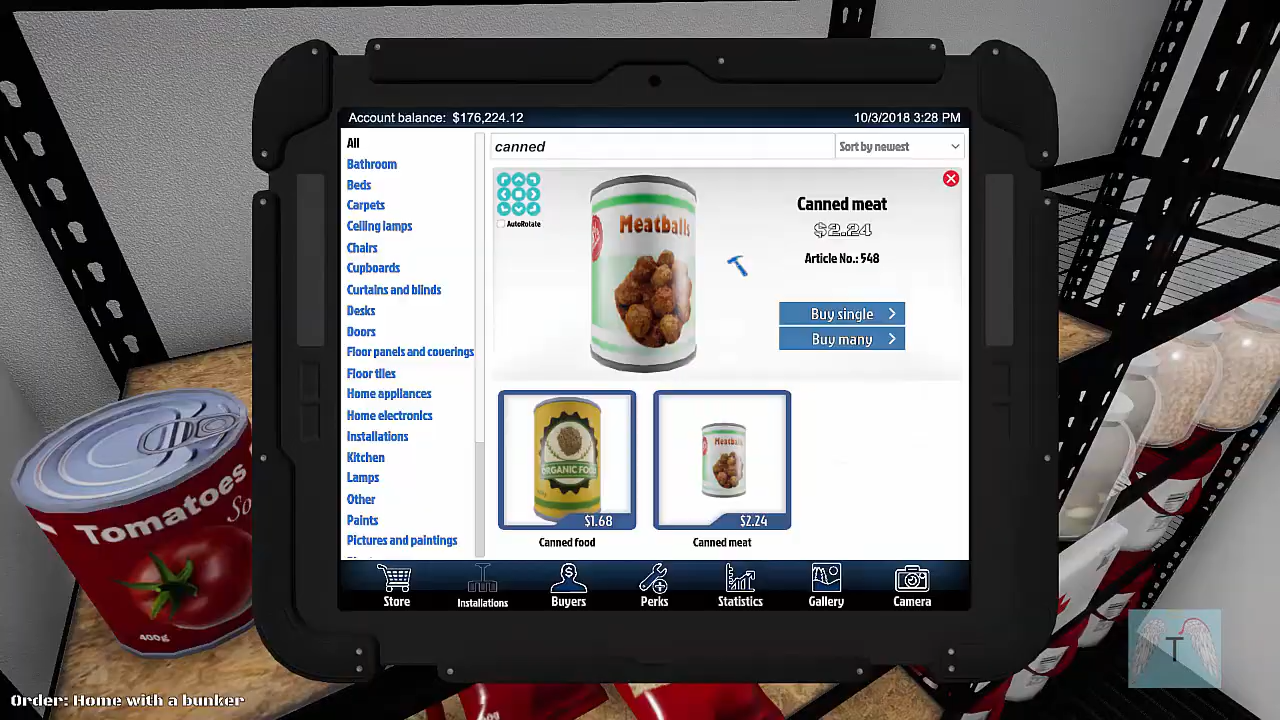 Account balance: $176,224.12
10/3/2018 3:28 PM
All
Bathroom
Beds
Carpets
Ceiling lamps
Chairs
Cupboards
Curtains and blinds
Desks
Doors
Floor panels and coverings
Floor tiles
Home appliances
Home electronics
Installations
Kitchen
Lamps
Other
Paints
Pictures and paintings
canned
Sort by newest
AutoRotate
Meatballs
Canned meat
$2.24
Article No.: 548
Buy single
Buy many
ORGANIC FOOD
$1.68
Canned food
Meatballs
$2.24
Canned meat
Store
Installations
Buyers
Perks
Statistics
Gallery
Camera
Tomatoes
So
400g
T
Order: Home with a bunker